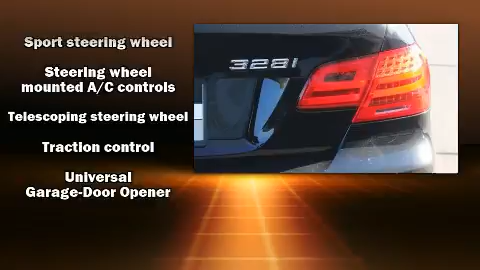 Sport steering wheel
Steering wheel
mounted A/C controls
Telescoping steering wheel
Traction control
Universal
Garage-Door Opener
328i